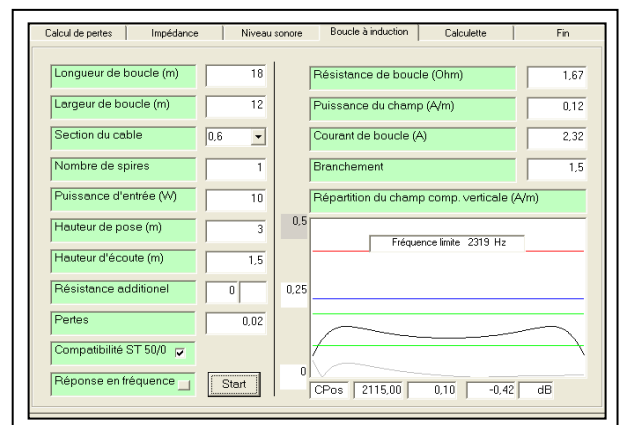 Calcul de pertes Impédance Niveau sonore Boucle à induction Calculette Fin
Longueur de boucle (m) 18
Largeur de boucle (m) 12
Section du cable 0,6
Nombre de spires 1
Puissance d'entrée (W) 10
Hauteur de pose (m) 3
Hauteur d'écoute (m) 1,5
Résistance additionel 0
Pertes 0,02
Compatibilité ST 50/0
Réponse en fréquence Start
Résistance de boucle (Ohm) 1,67
Puissance du champ (A/m) 0,12
Courant de boucle (A) 2,32
Branchement 1,5
Répartition du champ comp. verticale (A/m)
0,5
Fréquence limite 2319 Hz
0,25
0
CPos 2115,00 0,10 -0,42 dB